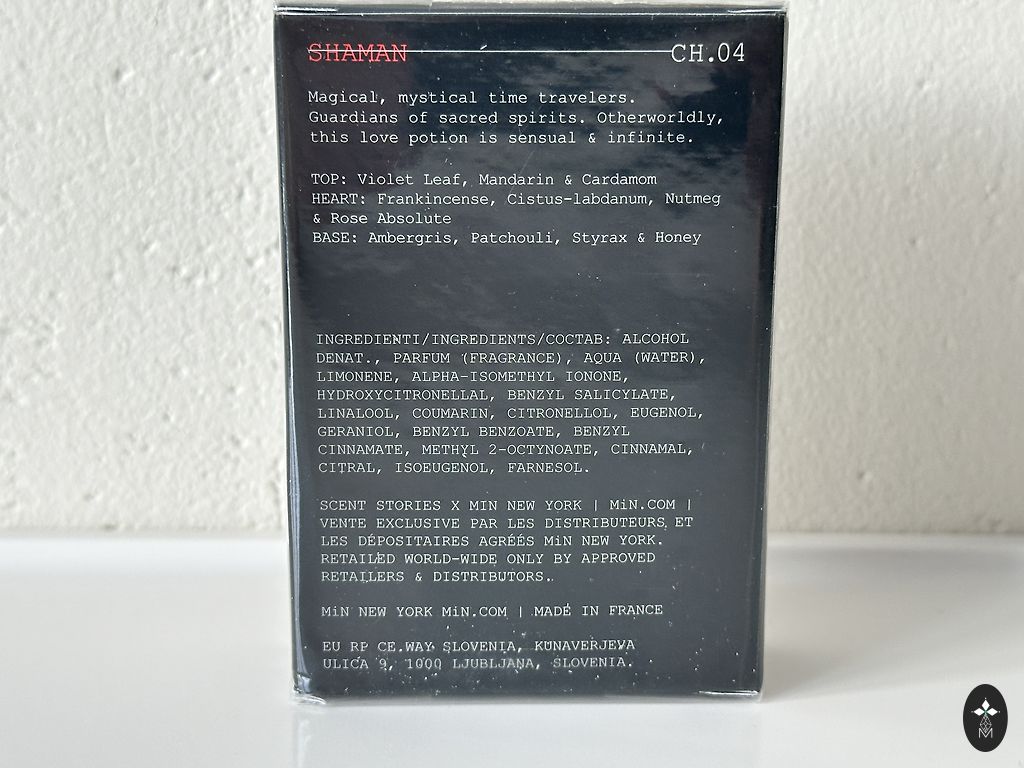 SHAMAN CH.04
Magical, mystical time travelers.
Guardians of sacred spirits. Otherworldly,
this love potion is sensual & infinite.
TOP: Violet Leaf, Mandarin & Cardamom
HEART: Frankincense, Cistus-labdanum, Nutmeg
& Rose Absolute
BASE: Ambergris, Patchouli, Styrax & Honey
INGREDIENTI/INGREDIENTS/COCTAB: ALCOHOL
DENAT., PARFUM (FRAGRANCE), AQUA (WATER),
LIMONENE, ALPHA-ISOMETHYL IONONE,
HYDROXYCITRONELLAL, BENZYL SALICYLATE,
LINALOOL, COUMARIN, CITRONELLOL, EUGENOL,
GERANIOL, BENZYL BENZOATE, BENZYL
CINNAMATE, METHYL 2-OCTYNOATE, CINNAMAL,
CITRAL, ISOEUGENOL, FARNESOL.
SCENT STORIES X MIN NEW YORK | MiN.COM |
VENTE EXCLUSIVE PAR LES DISTRIBUTEURS ET
LES DÉPOSITAIRES AGRÉÉS MiN NEW YORK.
RETAILED WORLD-WIDE ONLY BY APPROVED
RETAILERS & DISTRIBUTORS.
MiN NEW YORK MiN.COM | MADE IN FRANCE
EU RP CE.WAY SLOVENIA, KUNAVERJEVA
ULICA 9, 1000 LJUBLJANA, SLOVENIA.
M